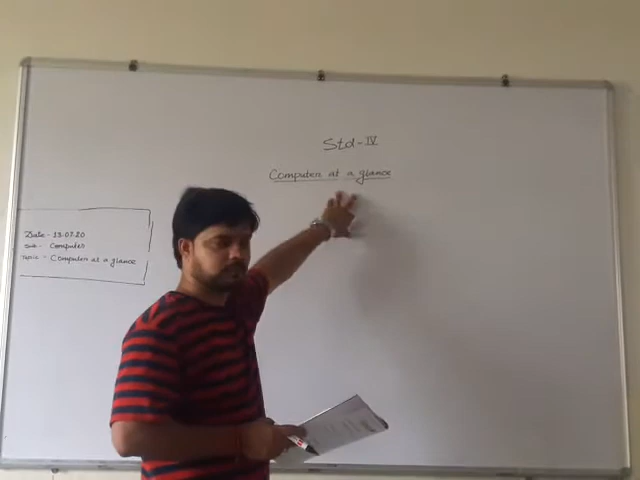 Std-IV
Computer at a glance
Date - 13.07.20
Sub - Computer
Topic - Computer at a glance